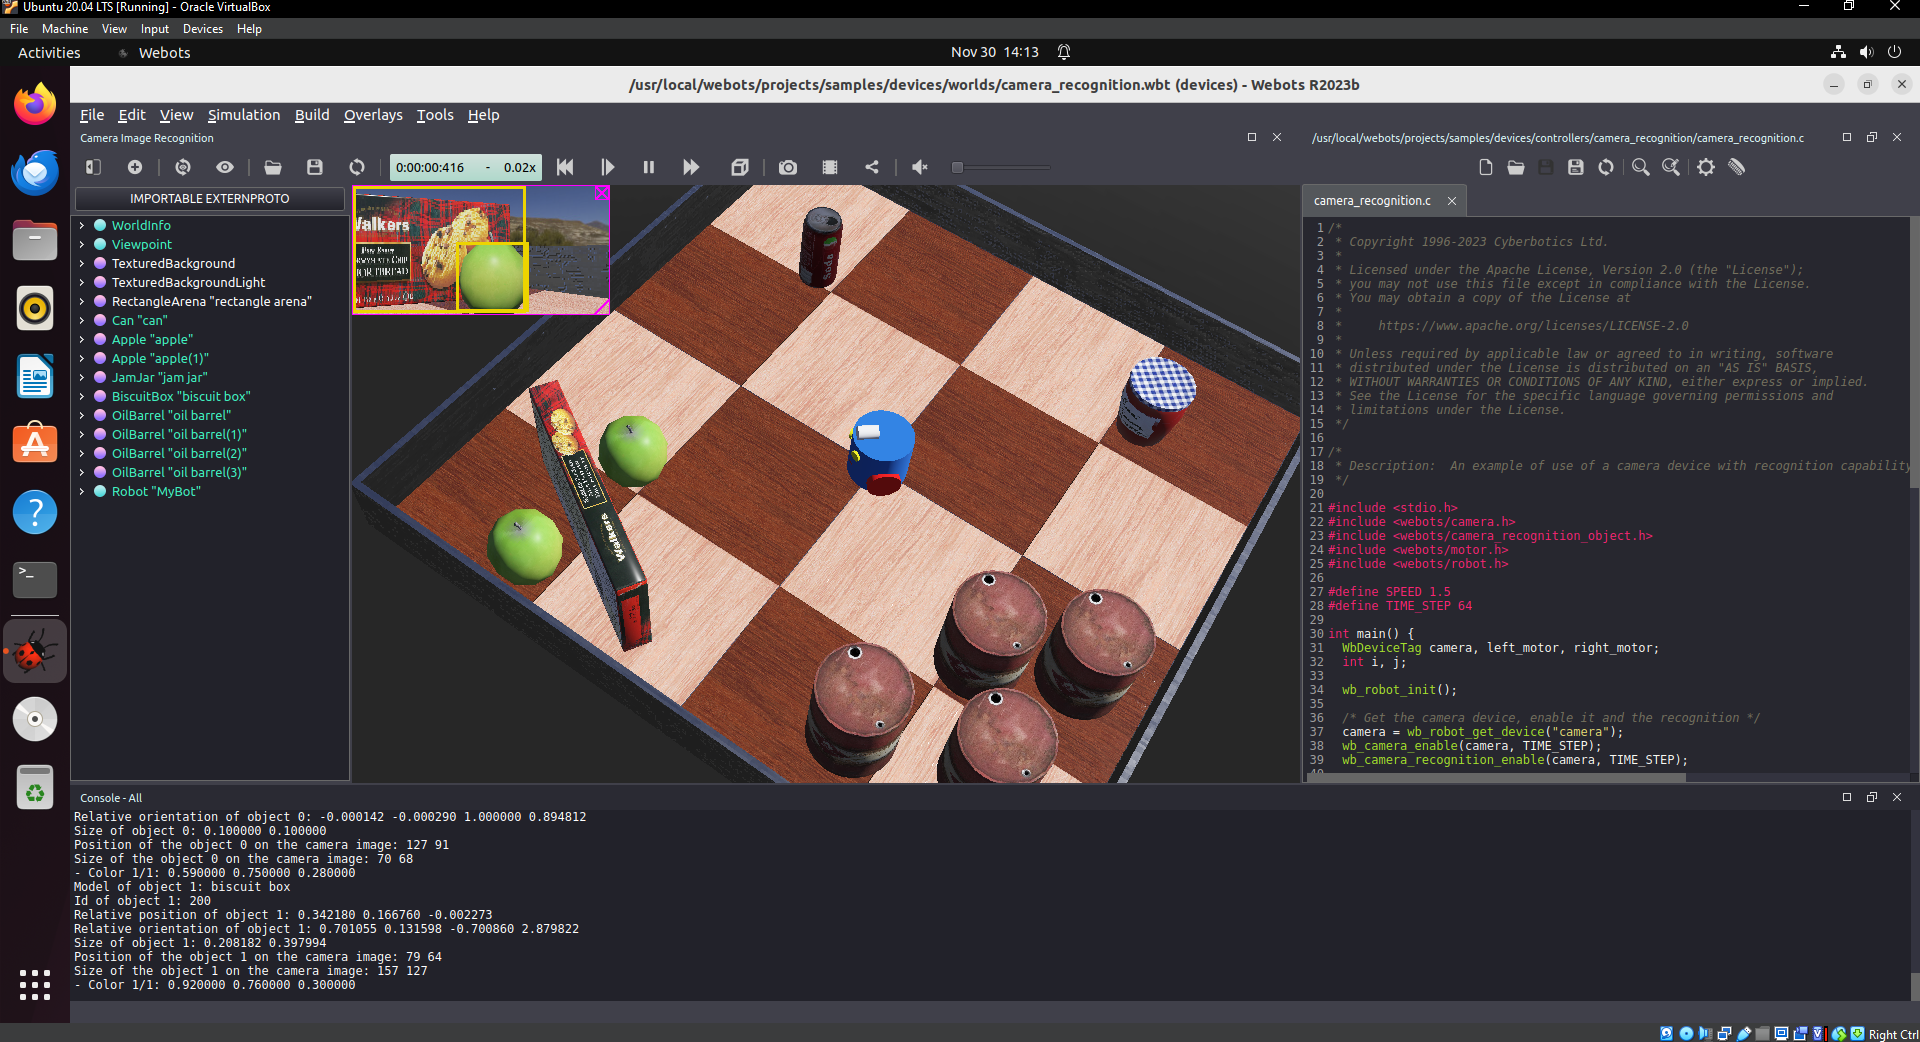 Ubuntu 20.04 LTS [Running] - Oracle VirtualBox
File Machine View Input Devices Help
Activities Webots Nov 30 14:13
/usr/local/webots/projects/samples/devices/worlds/camera_recognition.wbt (devices) - Webots R2023b
File Edit View Simulation Build Overlays Tools Help
Camera Image Recognition
0:00:00:416 - 0.02x
IMPORTABLE EXTERNPROTO
WorldInfo
Viewpoint
TexturedBackground
TexturedBackgroundLight
RectangleArena "rectangle arena"
Can "can"
Apple "apple"
Apple "apple(1)"
JamJar "jam jar"
BiscuitBox "biscuit box"
OilBarrel "oil barrel"
OilBarrel "oil barrel(1)"
OilBarrel "oil barrel(2)"
OilBarrel "oil barrel(3)"
Robot "MyBot"
Walkers
Soda
Walkers
/usr/local/webots/projects/samples/devices/controllers/camera_recognition/camera_recognition.c
camera_recognition.c
1 /*
2  * Copyright 1996-2023 Cyberbotics Ltd.
3  *
4  * Licensed under the Apache License, Version 2.0 (the "License");
5  * you may not use this file except in compliance with the License.
6  * You may obtain a copy of the License at
7  *
8  *     https://www.apache.org/licenses/LICENSE-2.0
9  *
10  * Unless required by applicable law or agreed to in writing, software
11  * distributed under the License is distributed on an "AS IS" BASIS,
12  * WITHOUT WARRANTIES OR CONDITIONS OF ANY KIND, either express or implied.
13  * See the License for the specific language governing permissions and
14  * limitations under the License.
15  */
16
17 /*
18  * Description:  An example of use of a camera device with recognition capability
19  */
20
21 #include <stdio.h>
22 #include <webots/camera.h>
23 #include <webots/camera_recognition_object.h>
24 #include <webots/motor.h>
25 #include <webots/robot.h>
26
27 #define SPEED 1.5
28 #define TIME_STEP 64
29
30 int main() {
31   WbDeviceTag camera, left_motor, right_motor;
32   int i, j;
33
34   wb_robot_init();
35
36   /* Get the camera device, enable it and the recognition */
37   camera = wb_robot_get_device("camera");
38   wb_camera_enable(camera, TIME_STEP);
39   wb_camera_recognition_enable(camera, TIME_STEP);
40
Console - All
Relative orientation of object 0: -0.000142 -0.000290 1.000000 0.894812
Size of object 0: 0.100000 0.100000
Position of the object 0 on the camera image: 127 91
Size of the object 0 on the camera image: 70 68
- Color 1/1: 0.590000 0.750000 0.280000
Model of object 1: biscuit box
Id of object 1: 200
Relative position of object 1: 0.342180 0.166760 -0.002273
Relative orientation of object 1: 0.701055 0.131598 -0.700860 2.879822
Size of object 1: 0.208182 0.397994
Position of the object 1 on the camera image: 79 64
Size of the object 1 on the camera image: 157 127
- Color 1/1: 0.920000 0.760000 0.300000
Right Ctrl